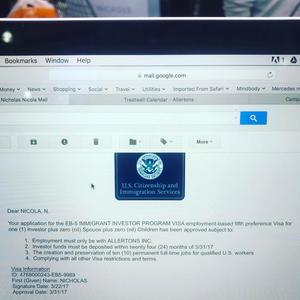 Bookmarks Window Help
mail.google.com
Money News Shopping Social Travel Utilities Imported From Safari Mindbody Mercedes m
Nicholas Nicola Mail Treatwell Calendar - Allertons Camp
More
U.S. Citizenship and
Immigration Services
Dear NICOLA, N.
Your application for the EB-5 IMMIGRANT INVESTOR PROGRAM VISA employment-based fifth preference Visa for
one (1) investor plus zero (nil) Spouse plus zero (nil) Children has been approved subject to:
1. Employment must only be with ALLERTONS INC.
2. Investor funds must be deposited within twenty four (24) months of 3/31/17
3. The creation and preservation of ten (10) permanent full-time jobs for qualified U.S. workers
4. Complying with all other Visa restrictions and terms.
Visa Information
First (Given) Name: NICHOLAS
Signature Date: 3/22/17
Approval Date: 3/31/17